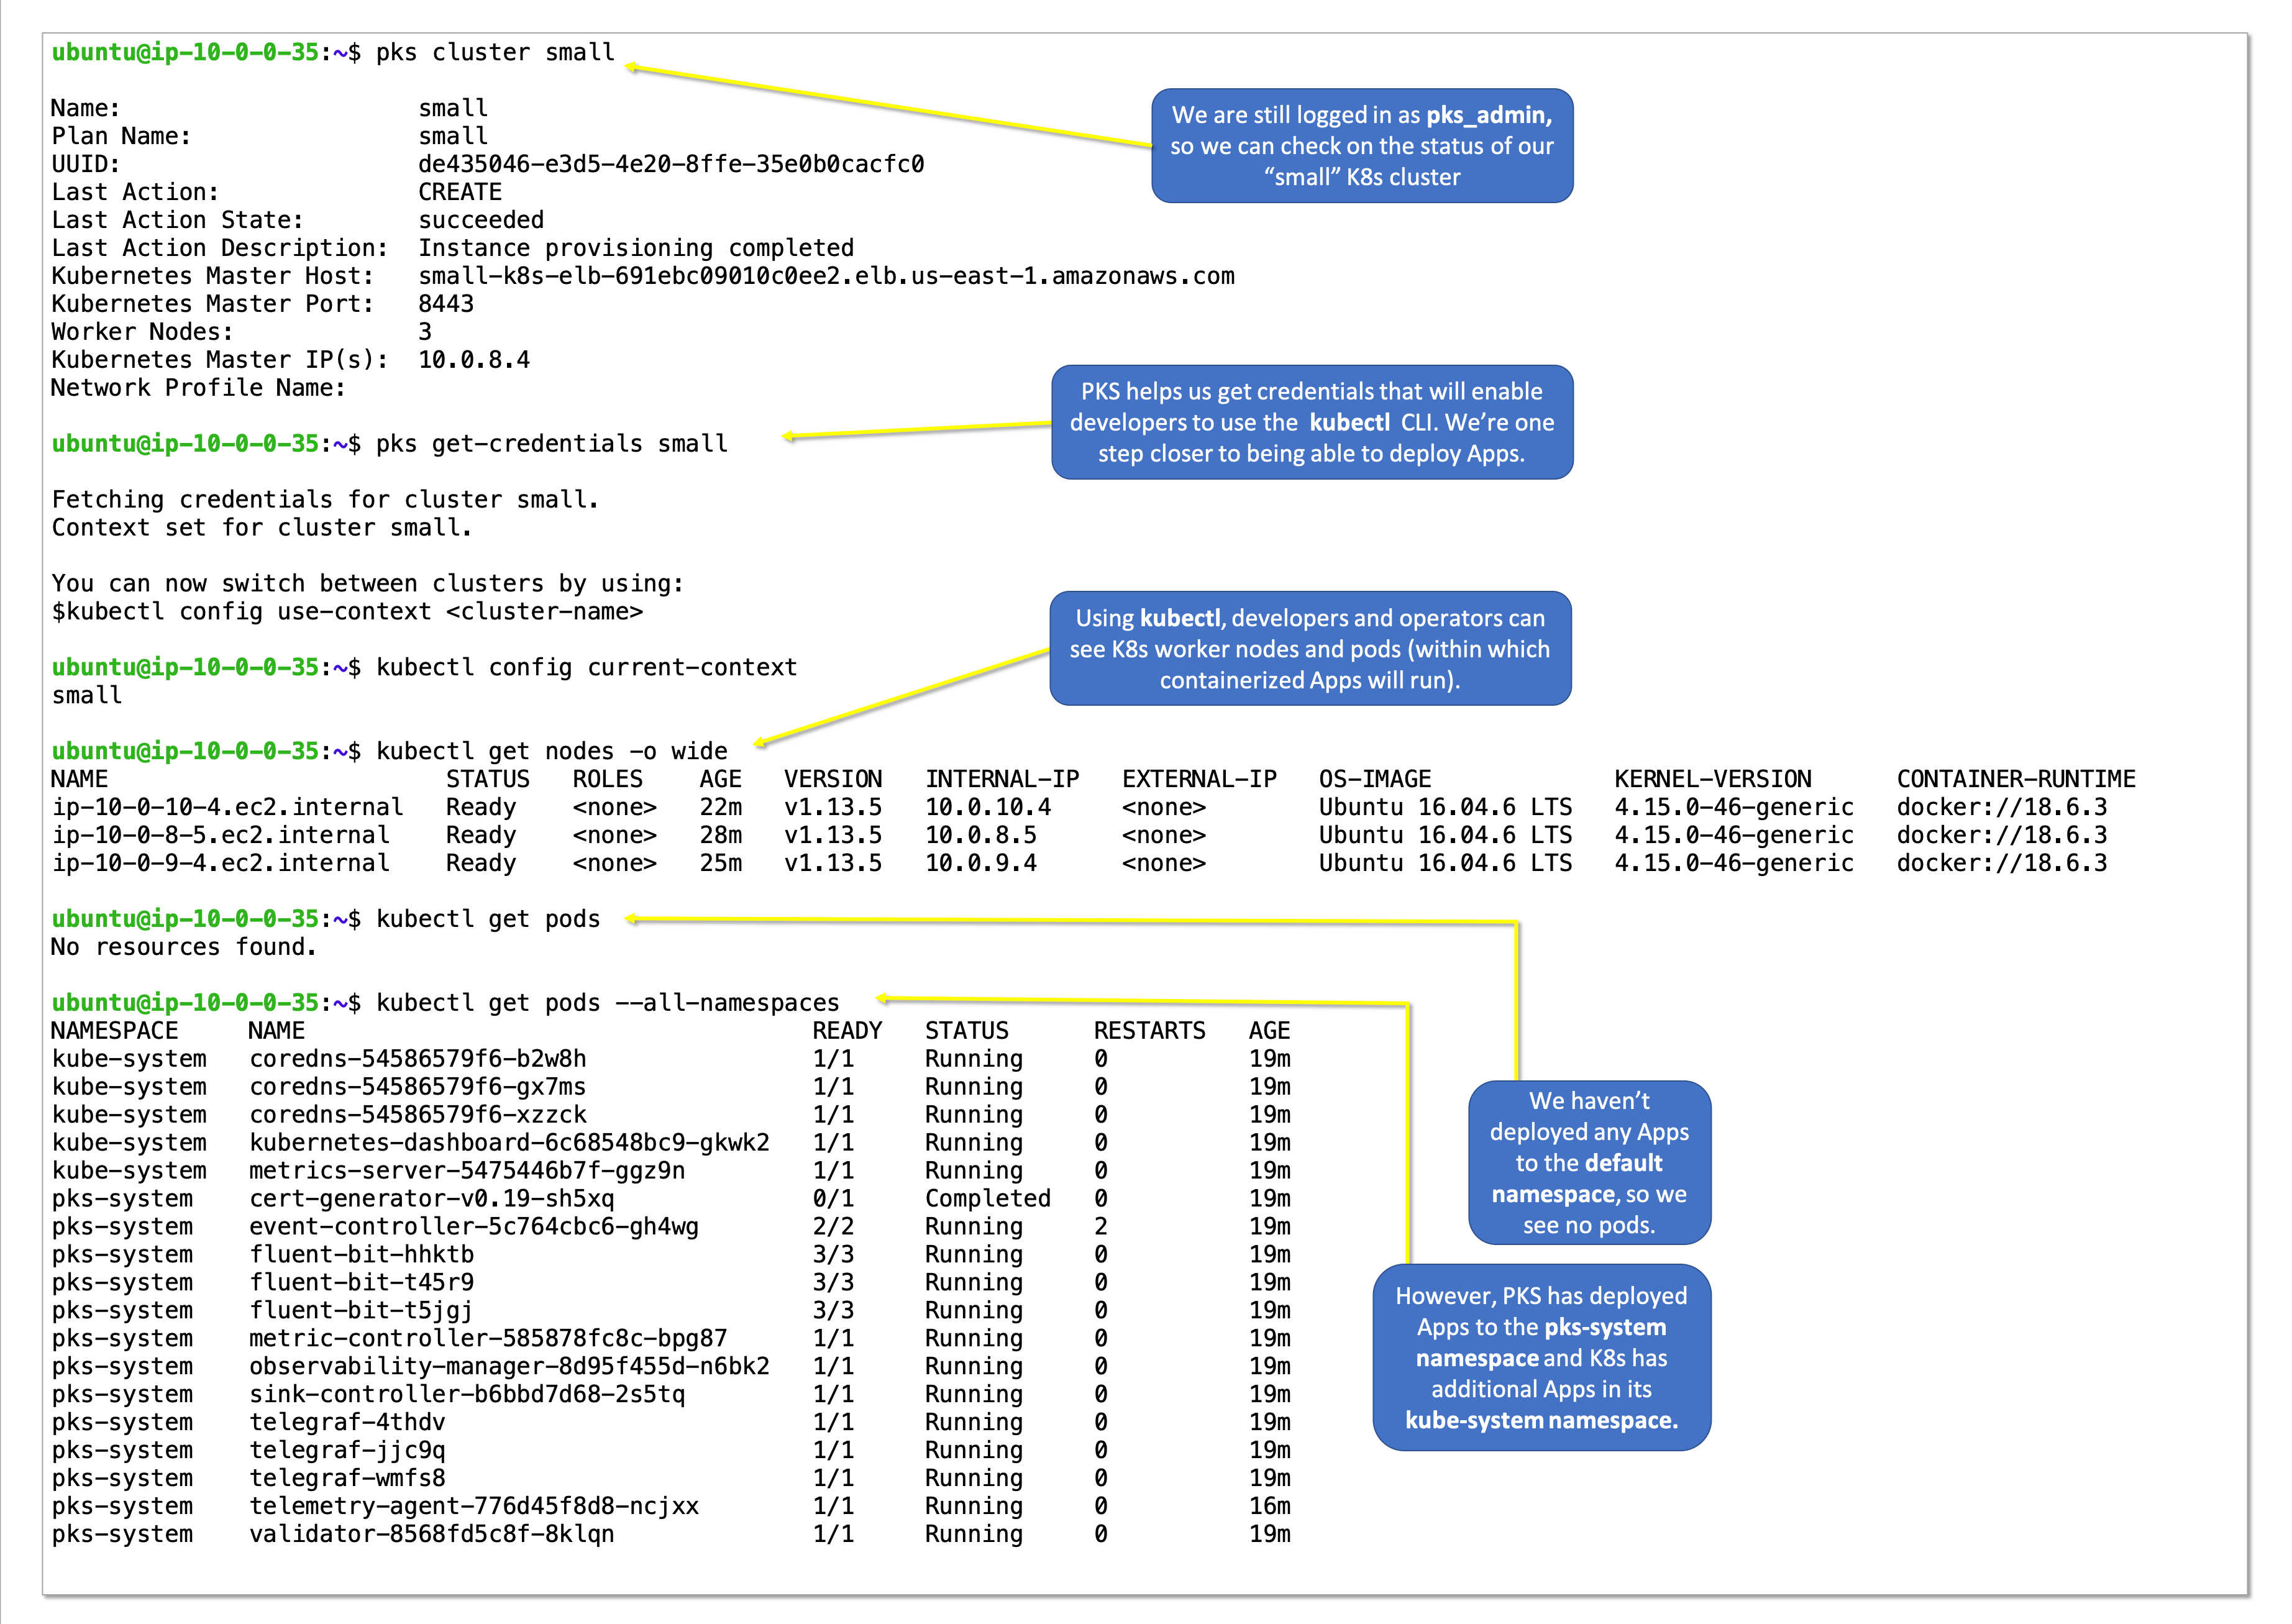 ubuntu@ip-10-0-0-35:~$ pks cluster small
We are still logged in as pks_admin,
so we can check on the status of our
“small” K8s cluster
Name: small
Plan Name: small
UUID: de435046-e3d5-4e20-8ffe-35e0b0cacfc0
Last Action: CREATE
Last Action State: succeeded
Last Action Description: Instance provisioning completed
Kubernetes Master Host: small-k8s-elb-691ebc09010c0ee2.elb.us-east-1.amazonaws.com
Kubernetes Master Port: 8443
Worker Nodes: 3
Kubernetes Master IP(s): 10.0.8.4
Network Profile Name:
PKS helps us get credentials that will enable
developers to use the kubectl CLI. We’re one
step closer to being able to deploy Apps.
ubuntu@ip-10-0-0-35:~$ pks get-credentials small
Fetching credentials for cluster small.
Context set for cluster small.
You can now switch between clusters by using:
$kubectl config use-context <cluster-name>
Using kubectl, developers and operators can
see K8s worker nodes and pods (within which
containerized Apps will run).
ubuntu@ip-10-0-0-35:~$ kubectl config current-context
small
ubuntu@ip-10-0-0-35:~$ kubectl get nodes -o wide
NAME STATUS ROLES AGE VERSION INTERNAL-IP EXTERNAL-IP OS-IMAGE KERNEL-VERSION CONTAINER-RUNTIME
ip-10-0-10-4.ec2.internal Ready <none> 22m v1.13.5 10.0.10.4 <none> Ubuntu 16.04.6 LTS 4.15.0-46-generic docker://18.6.3
ip-10-0-8-5.ec2.internal Ready <none> 28m v1.13.5 10.0.8.5 <none> Ubuntu 16.04.6 LTS 4.15.0-46-generic docker://18.6.3
ip-10-0-9-4.ec2.internal Ready <none> 25m v1.13.5 10.0.9.4 <none> Ubuntu 16.04.6 LTS 4.15.0-46-generic docker://18.6.3
ubuntu@ip-10-0-0-35:~$ kubectl get pods
No resources found.
ubuntu@ip-10-0-0-35:~$ kubectl get pods --all-namespaces
NAMESPACE NAME READY STATUS RESTARTS AGE
kube-system coredns-54586579f6-b2w8h 1/1 Running 0 19m
kube-system coredns-54586579f6-gx7ms 1/1 Running 0 19m
kube-system coredns-54586579f6-xzzck 1/1 Running 0 19m
kube-system kubernetes-dashboard-6c68548bc9-gkwk2 1/1 Running 0 19m
kube-system metrics-server-5475446b7f-ggz9n 1/1 Running 0 19m
pks-system cert-generator-v0.19-sh5xq 0/1 Completed 0 19m
pks-system event-controller-5c764cbc6-gh4wg 2/2 Running 2 19m
pks-system fluent-bit-hhktb 3/3 Running 0 19m
pks-system fluent-bit-t45r9 3/3 Running 0 19m
pks-system fluent-bit-t5jgj 3/3 Running 0 19m
pks-system metric-controller-585878fc8c-bpg87 1/1 Running 0 19m
pks-system observability-manager-8d95f455d-n6bk2 1/1 Running 0 19m
pks-system sink-controller-b6bbd7d68-2s5tq 1/1 Running 0 19m
pks-system telegraf-4thdv 1/1 Running 0 19m
pks-system telegraf-jjc9q 1/1 Running 0 19m
pks-system telegraf-wmfs8 1/1 Running 0 19m
pks-system telemetry-agent-776d45f8d8-ncjxx 1/1 Running 0 16m
pks-system validator-8568fd5c8f-8klqn 1/1 Running 0 19m
We haven’t
deployed any Apps
to the default
namespace, so we
see no pods.
However, PKS has deployed
Apps to the pks-system
namespace and K8s has
additional Apps in its
kube-system namespace.